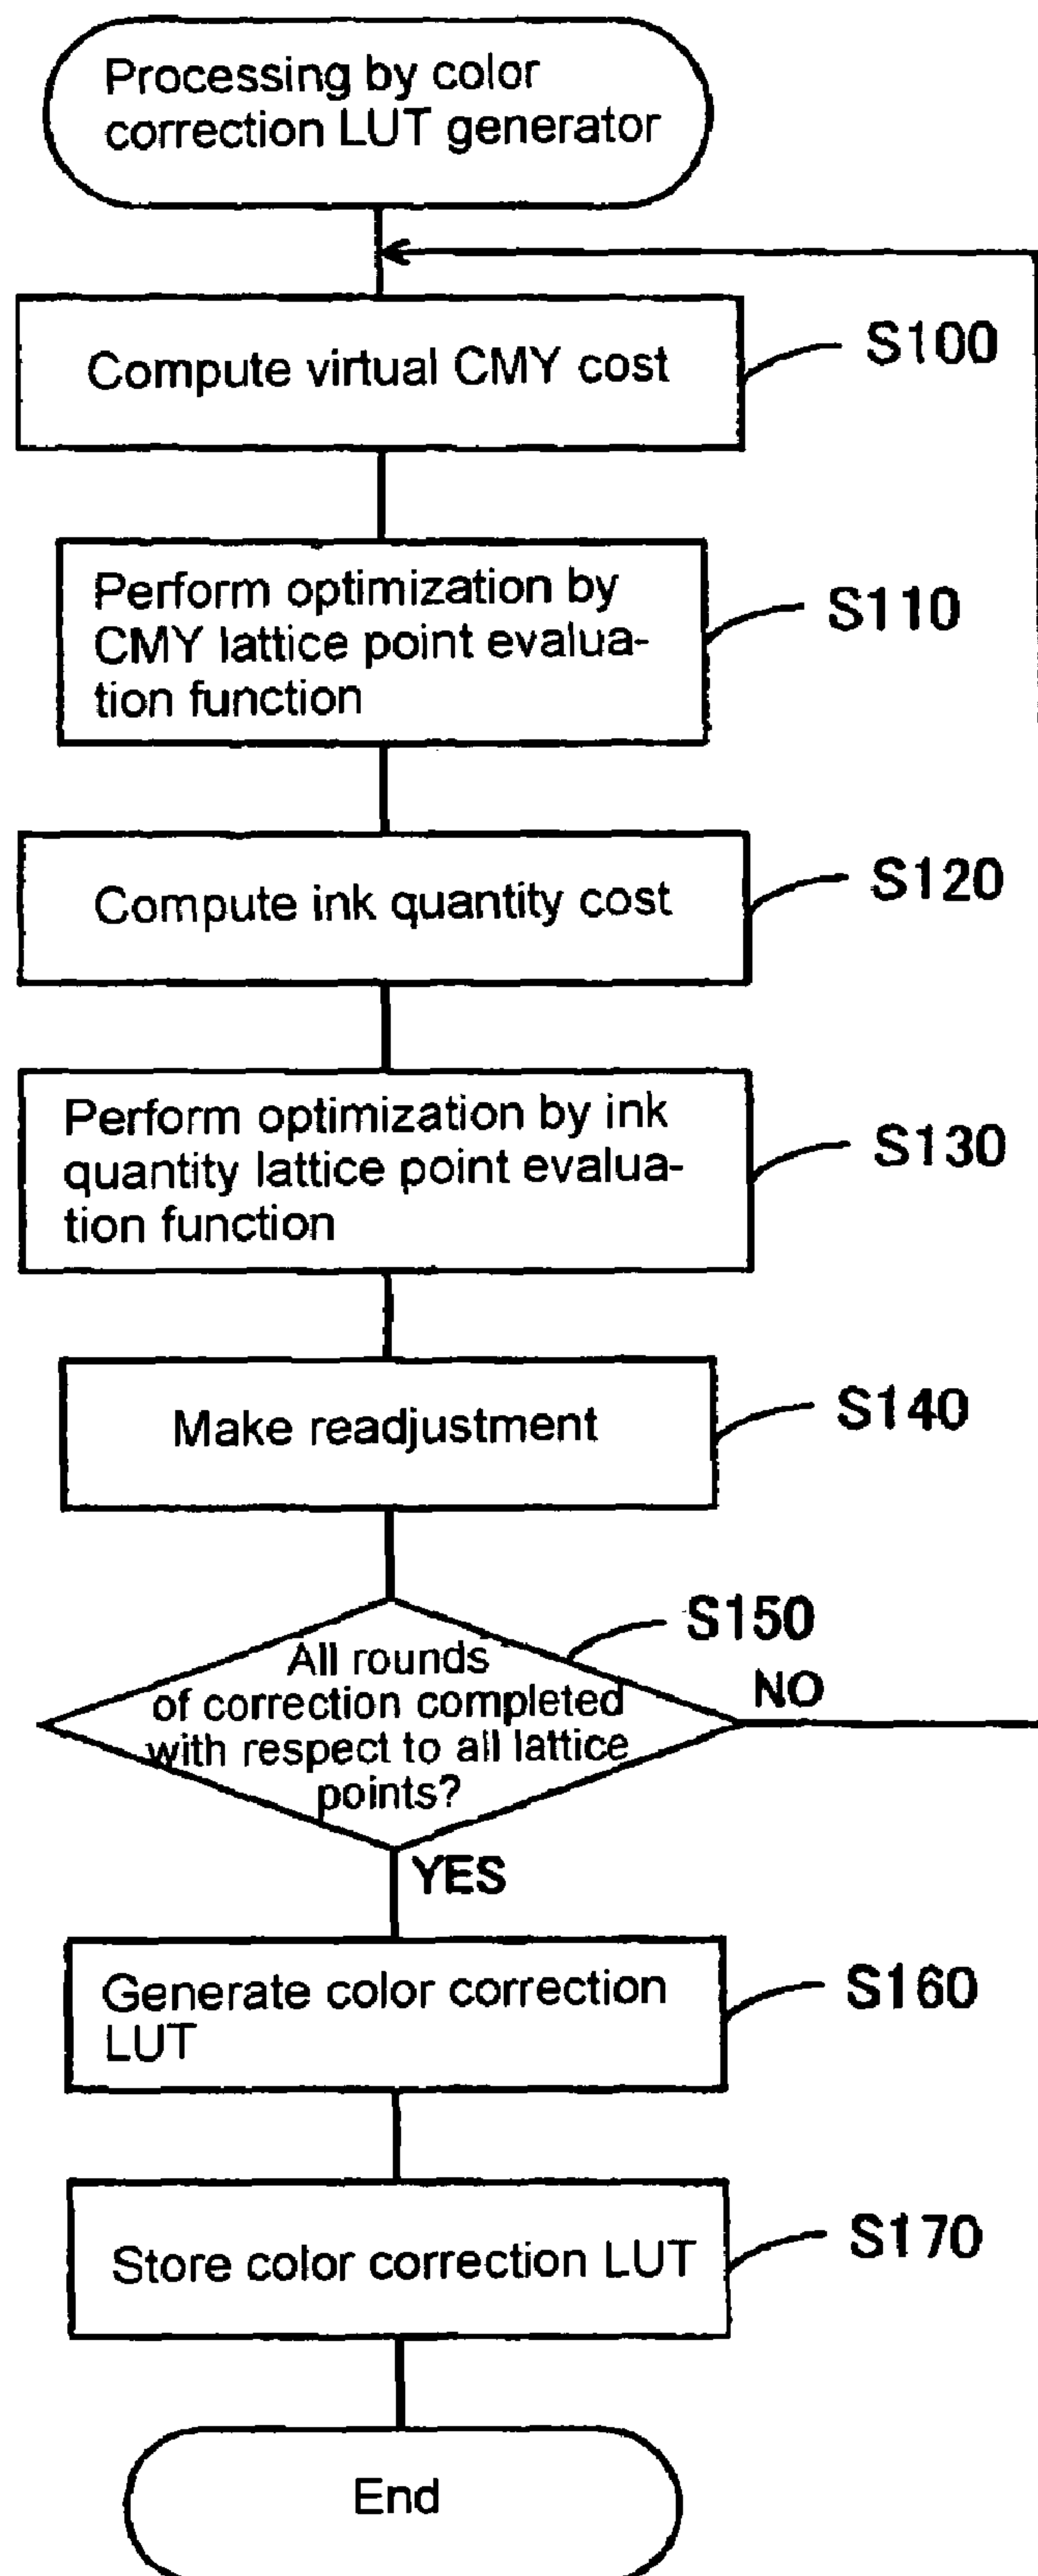 Processing by color
correction LUT generator
Compute virtual CMY cost
S100
Perform optimization by
CMY lattice point evalua-
tion function
S110
Compute ink quantity cost
S120
Perform optimization by ink
quantity lattice point evalua-
tion function
S130
Make readjustment
S140
S150
All rounds
of correction completed
with respect to all lattice
points?
NO
YES
Generate color correction
LUT
S160
Store color correction LUT
S170
End